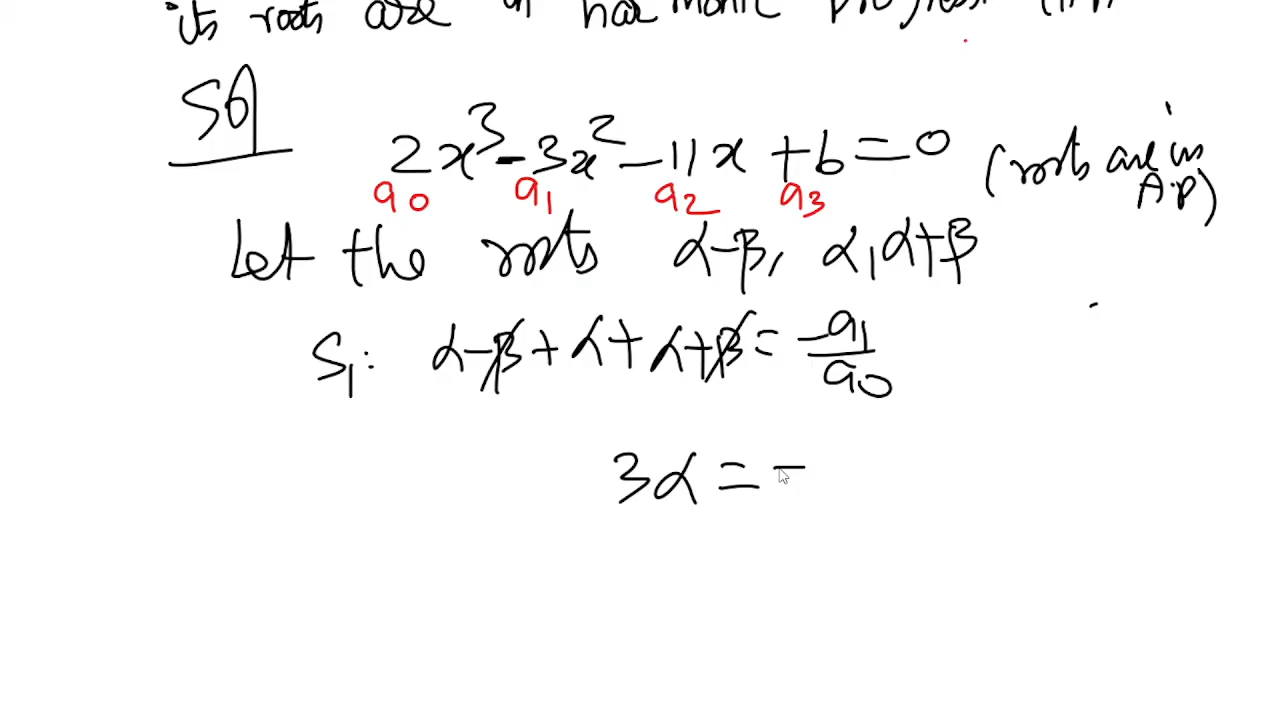 its roots are in harmonic progress
Sol
2x³ - 3x² - 11x + 6 = 0 (roots are in A.P)
a0 a1 a2 a3
Let the roots α-β, α, α+β
S₁: α-β + α + α+β = -a1/a0
3α = -